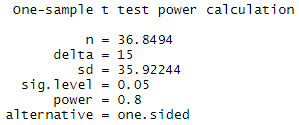 One-sample t test power calculation
n = 36.8494
delta = 15
sd = 35.92244
sig.level = 0.05
power = 0.8
alternative = one.sided